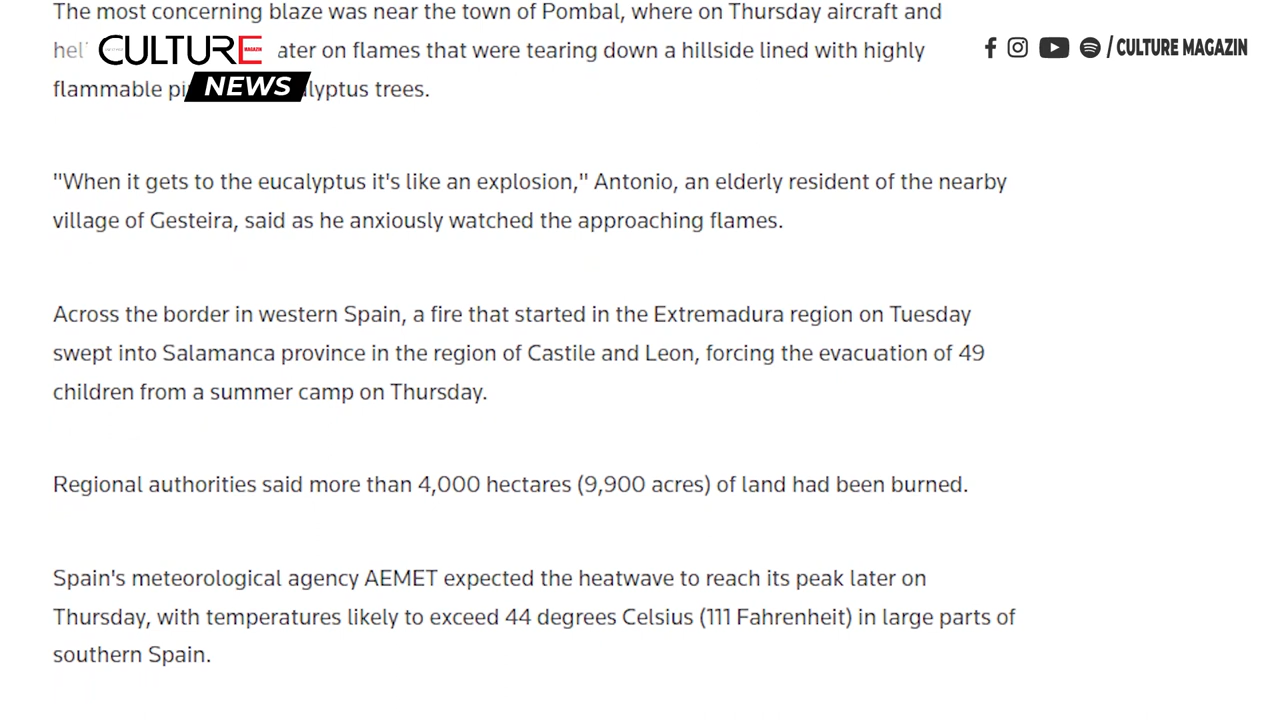 The most concerning blaze was near the town of Pombal, where on Thursday aircraft and
ater on flames that were tearing down a hillside lined with highly
flammable lyptus trees.
CULTURE
MAGAZIN
NEWS
/ CULTURE MAGAZIN
"When it gets to the eucalyptus it's like an explosion," Antonio, an elderly resident of the nearby
village of Gesteira, said as he anxiously watched the approaching flames.
Across the border in western Spain, a fire that started in the Extremadura region on Tuesday
swept into Salamanca province in the region of Castile and Leon, forcing the evacuation of 49
children from a summer camp on Thursday.
Regional authorities said more than 4,000 hectares (9,900 acres) of land had been burned.
Spain's meteorological agency AEMET expected the heatwave to reach its peak later on
Thursday, with temperatures likely to exceed 44 degrees Celsius (111 Fahrenheit) in large parts of
southern Spain.